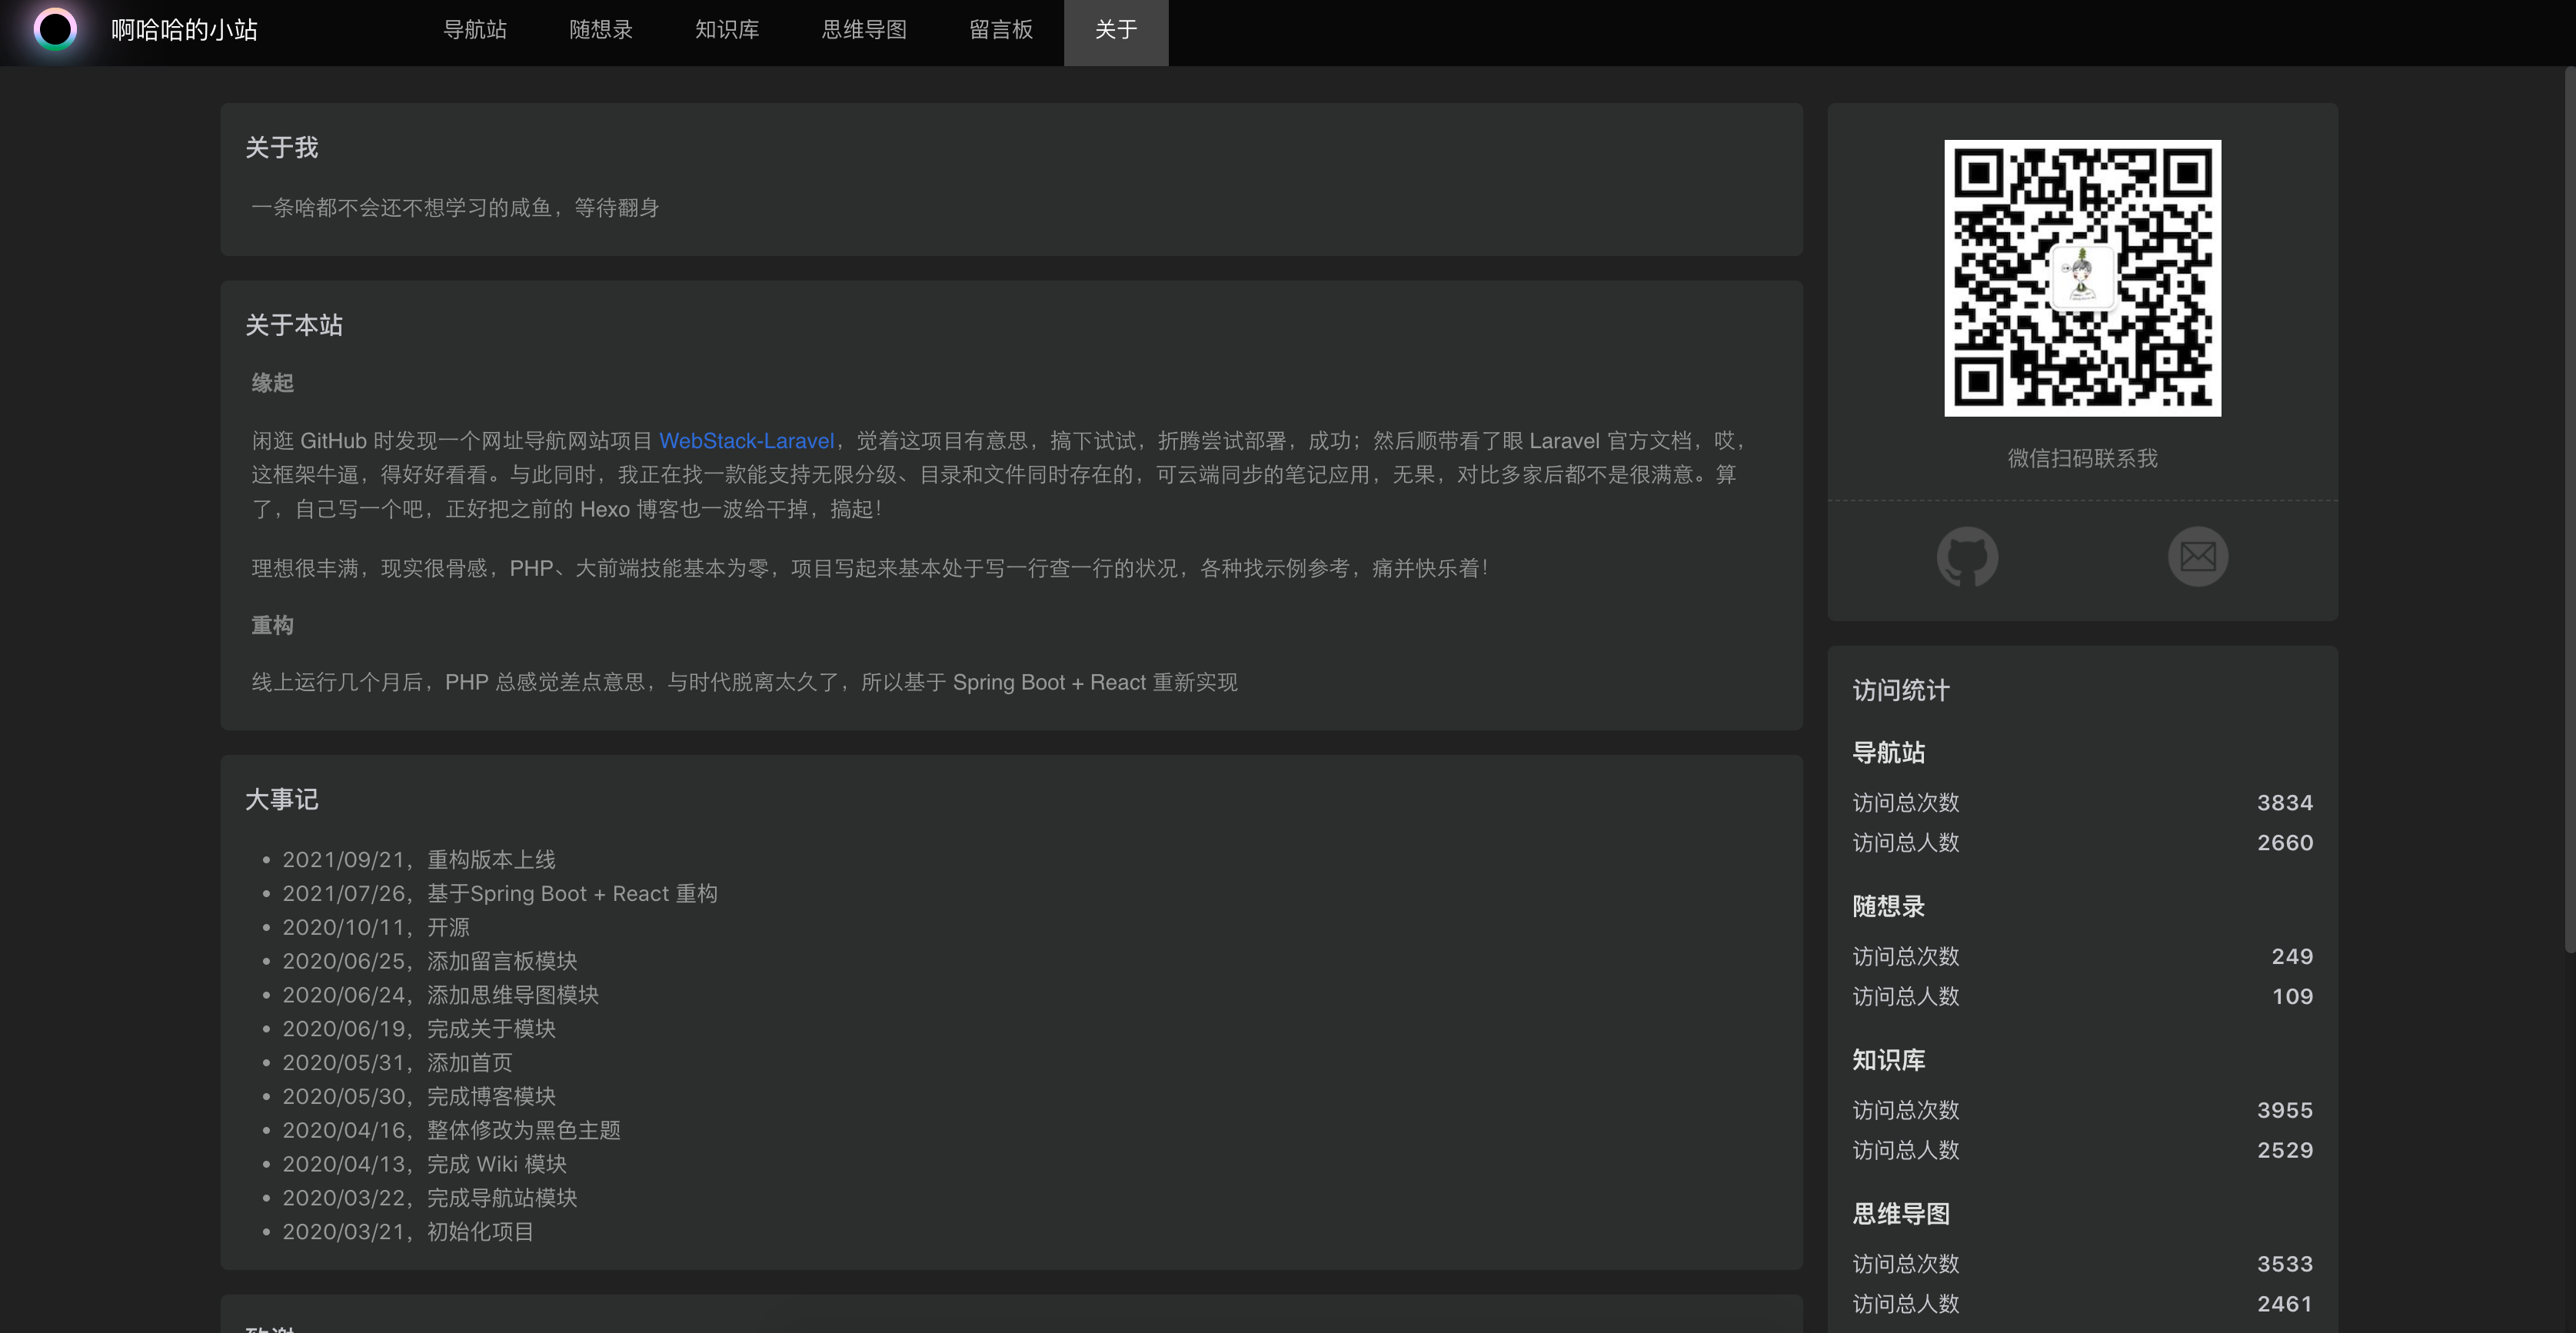 啊哈哈的小站
导航站
随想录
知识库
思维导图
留言板
关于
关于我
一条啥都不会还不想学习的咸鱼，等待翻身
关于本站
缘起
闲逛 GitHub 时发现一个网址导航网站项目 WebStack-Laravel，觉着这项目有意思，搞下试试，折腾尝试部署，成功；然后顺带看了眼 Laravel 官方文档，哎，
这框架牛逼，得好好看看。与此同时，我正在找一款能支持无限分级、目录和文件同时存在的，可云端同步的笔记应用，无果，对比多家后都不是很满意。算
了，自己写一个吧，正好把之前的 Hexo 博客也一波给干掉，搞起！
理想很丰满，现实很骨感，PHP、大前端技能基本为零，项目写起来基本处于写一行查一行的状况，各种找示例参考，痛并快乐着！
重构
线上运行几个月后，PHP 总感觉差点意思，与时代脱离太久了，所以基于 Spring Boot + React 重新实现
大事记
• 2021/09/21，重构版本上线
• 2021/07/26，基于Spring Boot + React 重构
• 2020/10/11，开源
• 2020/06/25，添加留言板模块
• 2020/06/24，添加思维导图模块
• 2020/06/19，完成关于模块
• 2020/05/31，添加首页
• 2020/05/30，完成博客模块
• 2020/04/16，整体修改为黑色主题
• 2020/04/13，完成 Wiki 模块
• 2020/03/22，完成导航站模块
• 2020/03/21，初始化项目
微信扫码联系我
访问统计
导航站
访问总次数 3834
访问总人数 2660
随想录
访问总次数 249
访问总人数 109
知识库
访问总次数 3955
访问总人数 2529
思维导图
访问总次数 3533
访问总人数 2461